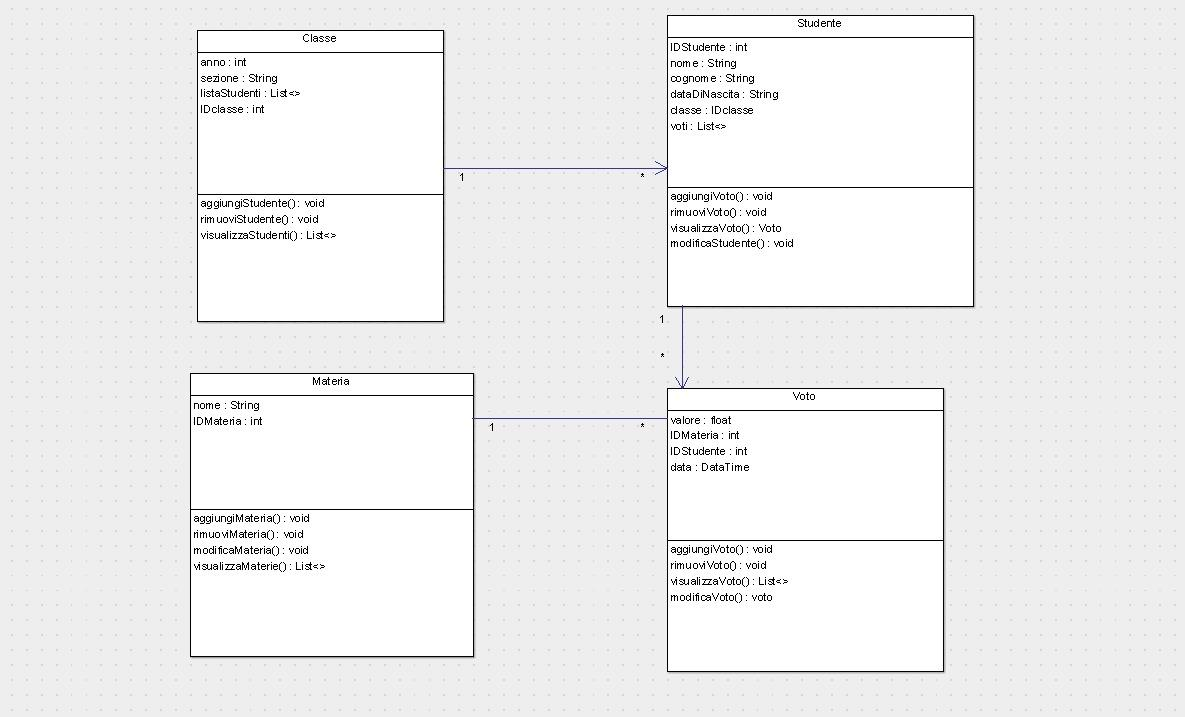 Classe
anno : int
sezione : String
listaStudenti : List<>
IDclasse : int
aggiungiStudente() : void
rimuoviStudente() : void
visualizzaStudenti() : List<>
1
*
Studente
IDStudente : int
nome : String
cognome : String
dataDiNascita : String
classe : IDclasse
voti : List<>
aggiungiVoto() : void
rimuoviVoto() : void
visualizzaVoto() : Voto
modificaStudente() : void
1
*
Materia
nome : String
IDMateria : int
aggiungiMateria() : void
rimuoviMateria() : void
modificaMateria() : void
visualizzaMaterie() : List<>
1
*
Voto
valore : float
IDMateria : int
IDStudente : int
data : DataTime
aggiungiVoto() : void
rimuoviVoto() : void
visualizzaVoto() : List<>
modificaVoto() : voto